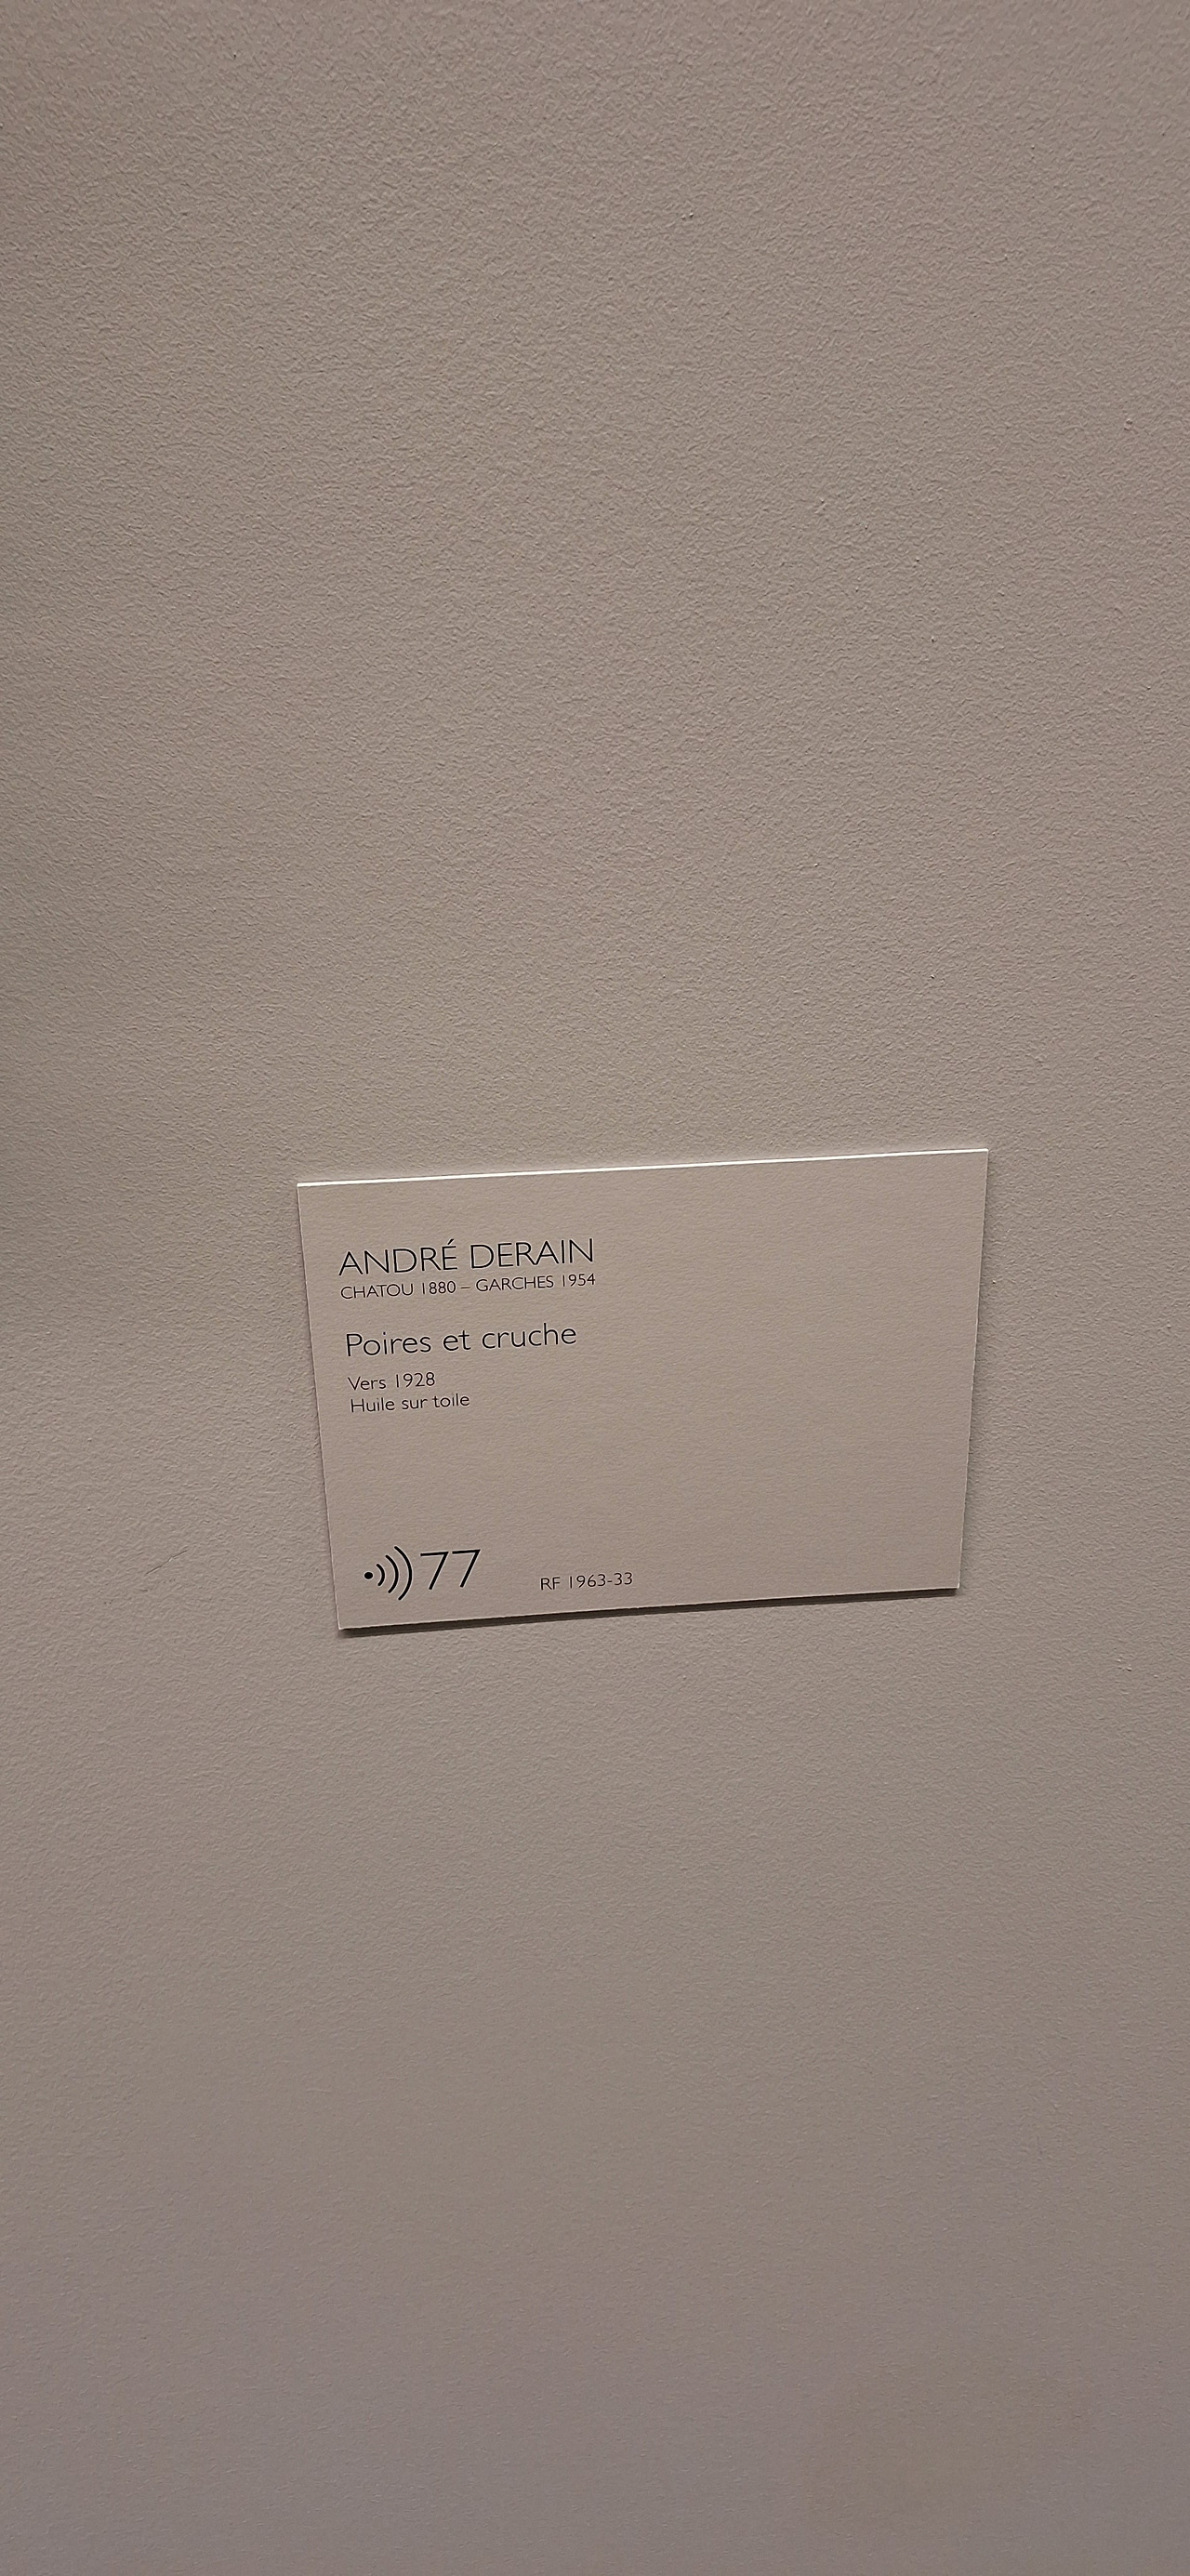 ANDRÉ DERAIN
CHATOU 1880 – GARCHES 1954
Poires et cruche
Vers 1928
Huile sur toile
77 RF 1963-33